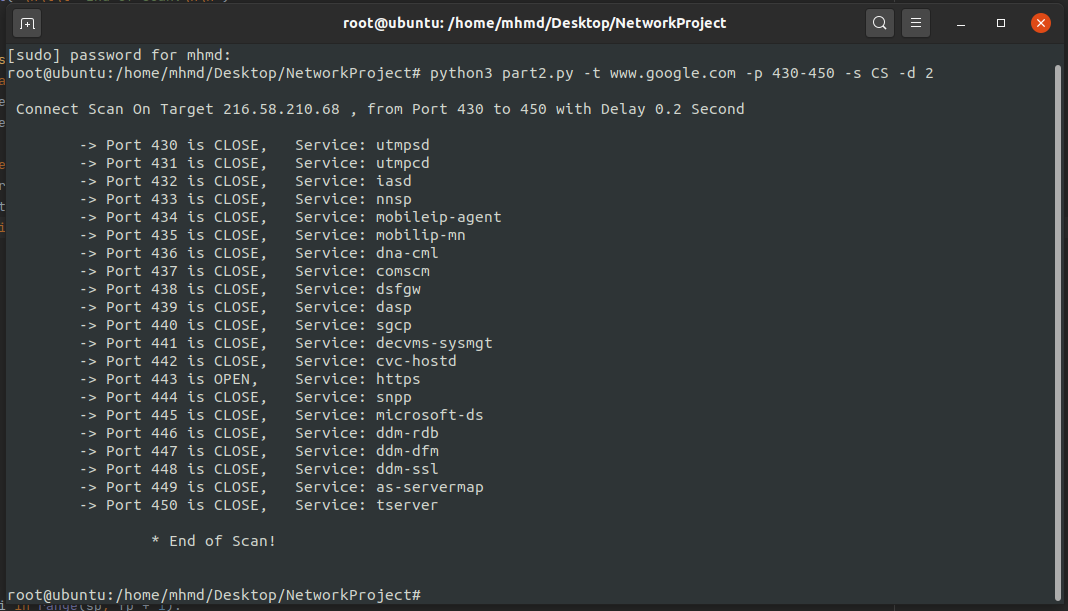 root@ubuntu: /home/mhmd/Desktop/NetworkProject
[sudo] password for mhmd:
root@ubuntu:/home/mhmd/Desktop/NetworkProject# python3 part2.py -t www.google.com -p 430-450 -s CS -d 2
Connect Scan On Target 216.58.210.68 , from Port 430 to 450 with Delay 0.2 Second
-> Port 430 is CLOSE,   Service: utmpsd
-> Port 431 is CLOSE,   Service: utmpcd
-> Port 432 is CLOSE,   Service: iasd
-> Port 433 is CLOSE,   Service: nnsp
-> Port 434 is CLOSE,   Service: mobileip-agent
-> Port 435 is CLOSE,   Service: mobilip-mn
-> Port 436 is CLOSE,   Service: dna-cml
-> Port 437 is CLOSE,   Service: comscm
-> Port 438 is CLOSE,   Service: dsfgw
-> Port 439 is CLOSE,   Service: dasp
-> Port 440 is CLOSE,   Service: sgcp
-> Port 441 is CLOSE,   Service: decvms-sysmgt
-> Port 442 is CLOSE,   Service: cvc-hostd
-> Port 443 is OPEN,    Service: https
-> Port 444 is CLOSE,   Service: snpp
-> Port 445 is CLOSE,   Service: microsoft-ds
-> Port 446 is CLOSE,   Service: ddm-rdb
-> Port 447 is CLOSE,   Service: ddm-dfm
-> Port 448 is CLOSE,   Service: ddm-ssl
-> Port 449 is CLOSE,   Service: as-servermap
-> Port 450 is CLOSE,   Service: tserver
* End of Scan!
root@ubuntu:/home/mhmd/Desktop/NetworkProject#